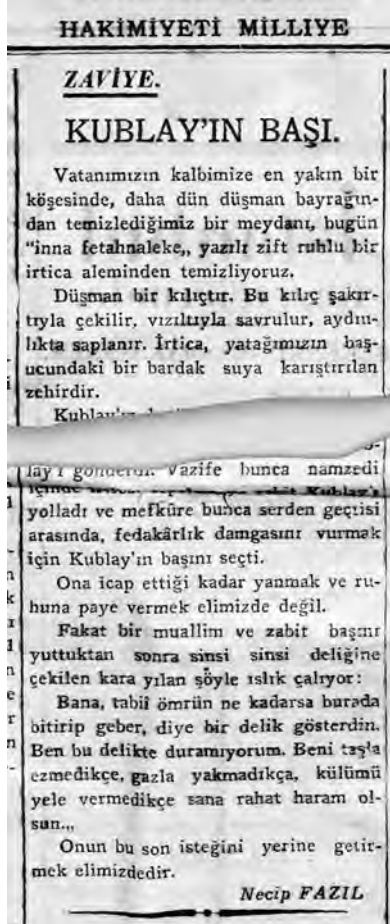 HAKİMİYETİ MİLLIYE
ZAVİYE.
KUBLAY'IN BAŞI.
Vatanımızın kalbimize en yakın bir
köşesinde, daha dün düşman bayrağın-
dan temizlediğimiz bir meydanı, bugün
"inna fetahnaleke„ yazılı zift ruhlu bir
irtica aleminden temizliyoruz.
Düşman bir kılıçtır. Bu kılıç şakır-
tıyla çekilir, vızıltıyla savrulur, aydın-
lıkta saplanır. İrtica, yatağımızın baş-
ucundaki bir bardak suya karıştırılan
zehirdir.
Kublay'ın
lay'ı gönderdi. Vazife bunca namzedi
içinde zabit Kublay'ı
yolladı ve mefkûre bunca serden geçtisi
arasında, fedakârlık damgasını vurmak
için Kublay'ın başını seçti.
Ona icap ettiği kadar yanmak ve ru-
huna paye vermek elimizde değil.
Fakat bir muallim ve zabit başını
yuttuktan sonra sinsi sinsi deliğine
çekilen kara yılan şöyle ıslık çalıyor:
Bana, tabiî ömrün ne kadarsa burada
bitirip geber, diye bir delik gösterdin.
Ben bu delikte duramıyorum. Beni taşla
ezmedikçe, gazla yakmadıkça, külümü
yele vermedikçe sana rahat haram ol-
sun..,
Onun bu son isteğini yerine getir-
mek elimizdedir.
Necip FAZIL